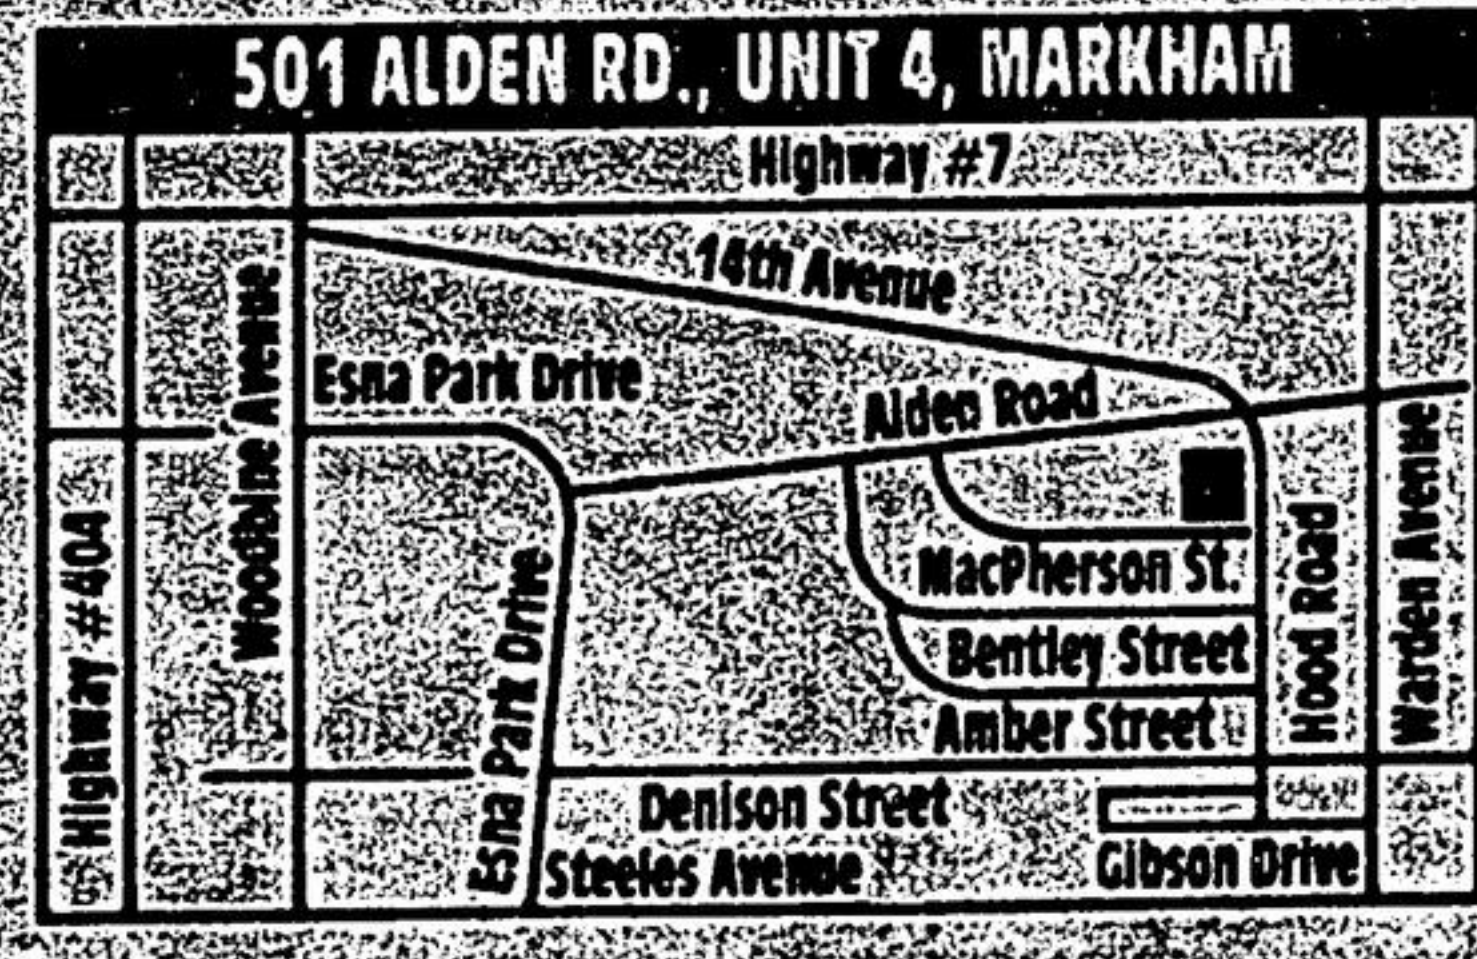 501 ALDEN RD., UNIT 4, MARKHAM
Highway #7
14th Avenue
Woodbine Avenue
Esna Park Drive
Alden Road
Warden Avenue
Highway #404
Esna Park Drive
MacPherson St.
Hood Road
Bentley Street
Amber Street
Denison Street
Steeles Avenue
Gibson Drive